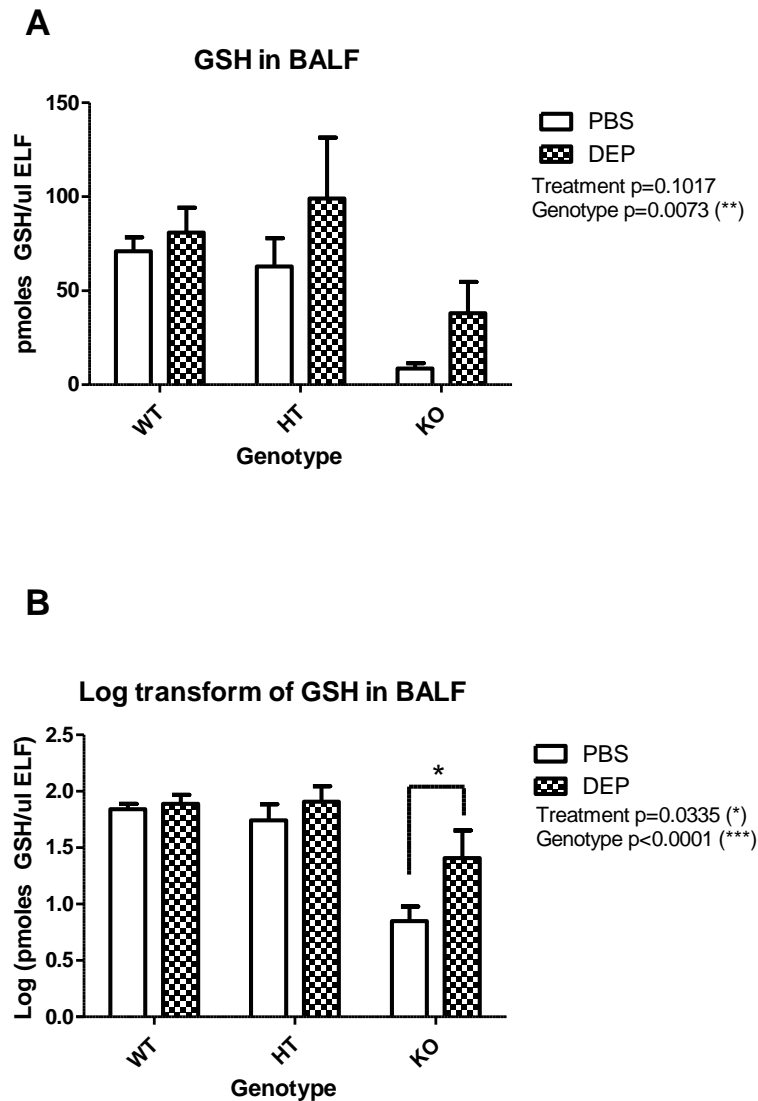 A
GSH in BALF
150
100
50
0
pmoles GSH/ul ELF
WT
HT
KO
Genotype
PBS
DEP
Treatment p=0.1017
Genotype p=0.0073 (**)
B
Log transform of GSH in BALF
2.5
2.0
1.5
1.0
0.5
0.0
Log (pmoles GSH/ul ELF)
*
WT
HT
KO
Genotype
PBS
DEP
Treatment p=0.0335 (*)
Genotype p<0.0001 (***)